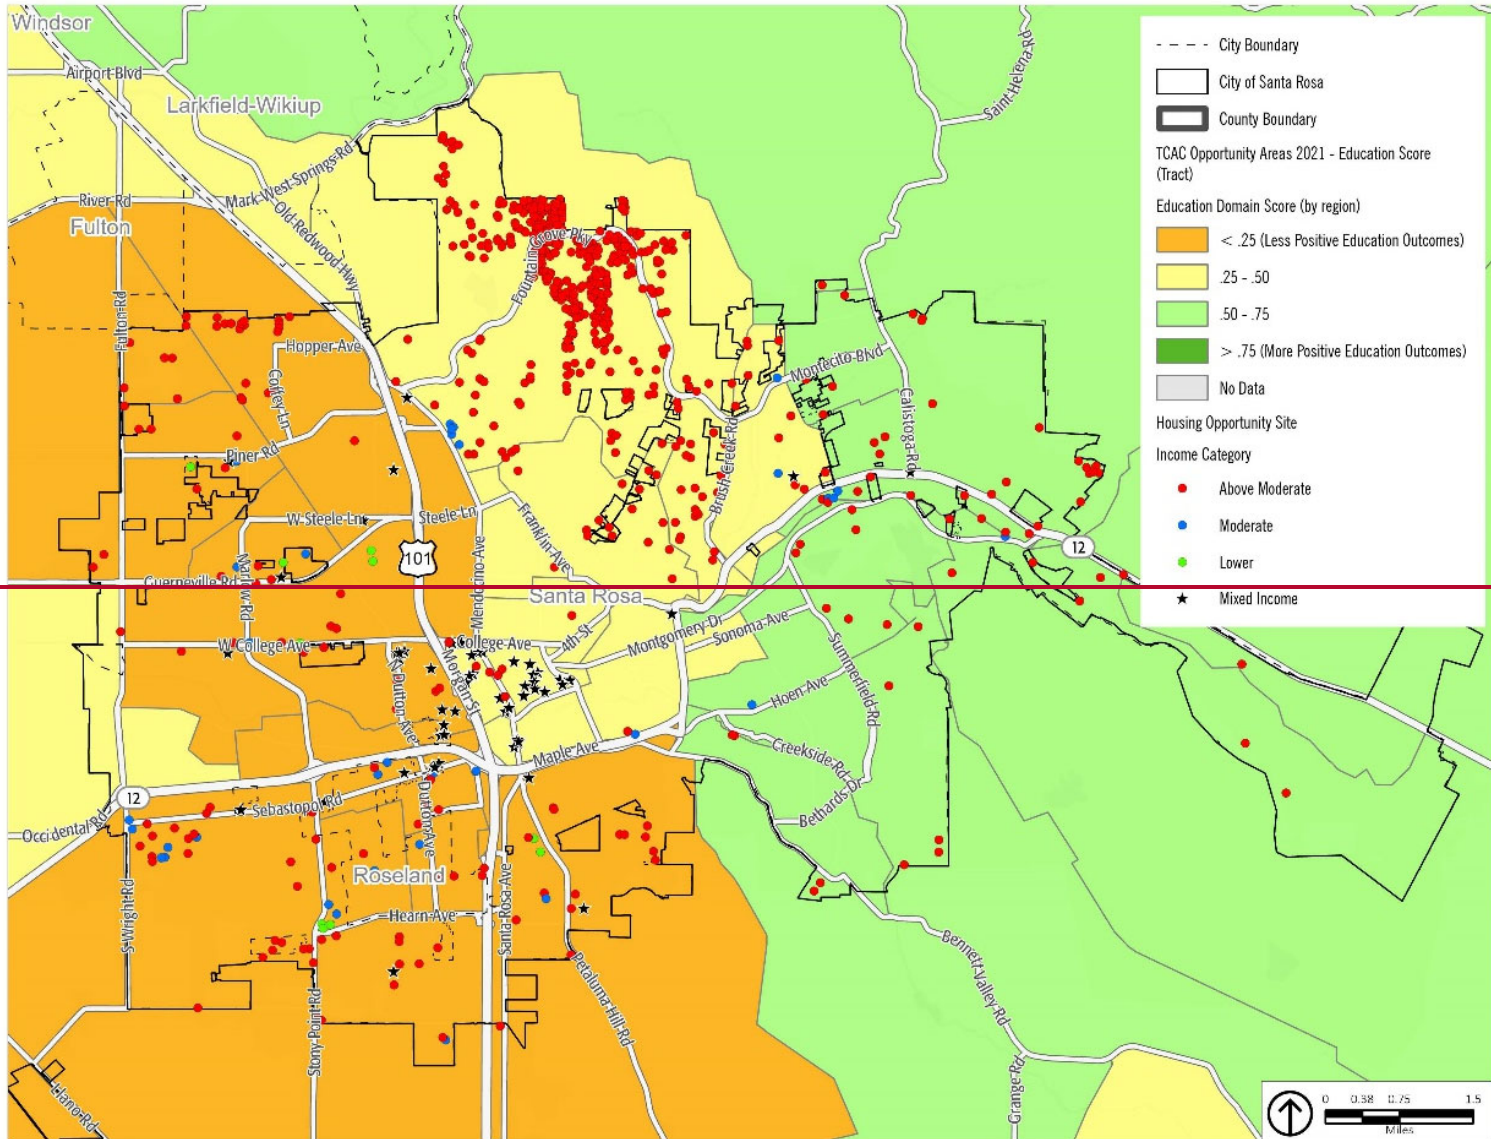 Windsor
Airport Blvd
Larkfield-Wikiup
Saint Helena Rd
City Boundary
City of Santa Rosa
County Boundary
TCAC Opportunity Areas 2021 - Education Score
(Tract)
Education Domain Score (by region)
< .25 (Less Positive Education Outcomes)
.25 - .50
.50 - .75
> .75 (More Positive Education Outcomes)
No Data
Housing Opportunity Site
Income Category
Above Moderate
Moderate
Lower
Mixed Income
Mark West Springs Rd
River Rd
Fulton
Old Redwood Hwy
Fountain Grove Pky
Fulton Rd
Hopper Ave
Coffey Ln
Montecito Blvd
Calistoga Rd
Piner Rd
Brush Creek Rd
W Steele Ln
Steele Ln
Franklin Ave
101
12
Marlow Rd
Mendocino Ave
Guerneville Rd
Santa Rosa
W College Ave
College Ave
4th St
Montgomery Dr
Sonoma Ave
Summerfield Rd
Morgan St
N Dutton Ave
Hoen Ave
Maple Ave
Creekside Rd
Bethards Dr
12
Sebastopol Rd
Occidental Rd
Dutton Ave
Roseland
S Wright Rd
Hearn Ave
Santa Rosa Ave
Bennett Valley Rd
Petaluma Hill Rd
Stony Point Rd
Llano Rd
Grange Rd
0 0.38 0.75 1.5
Miles